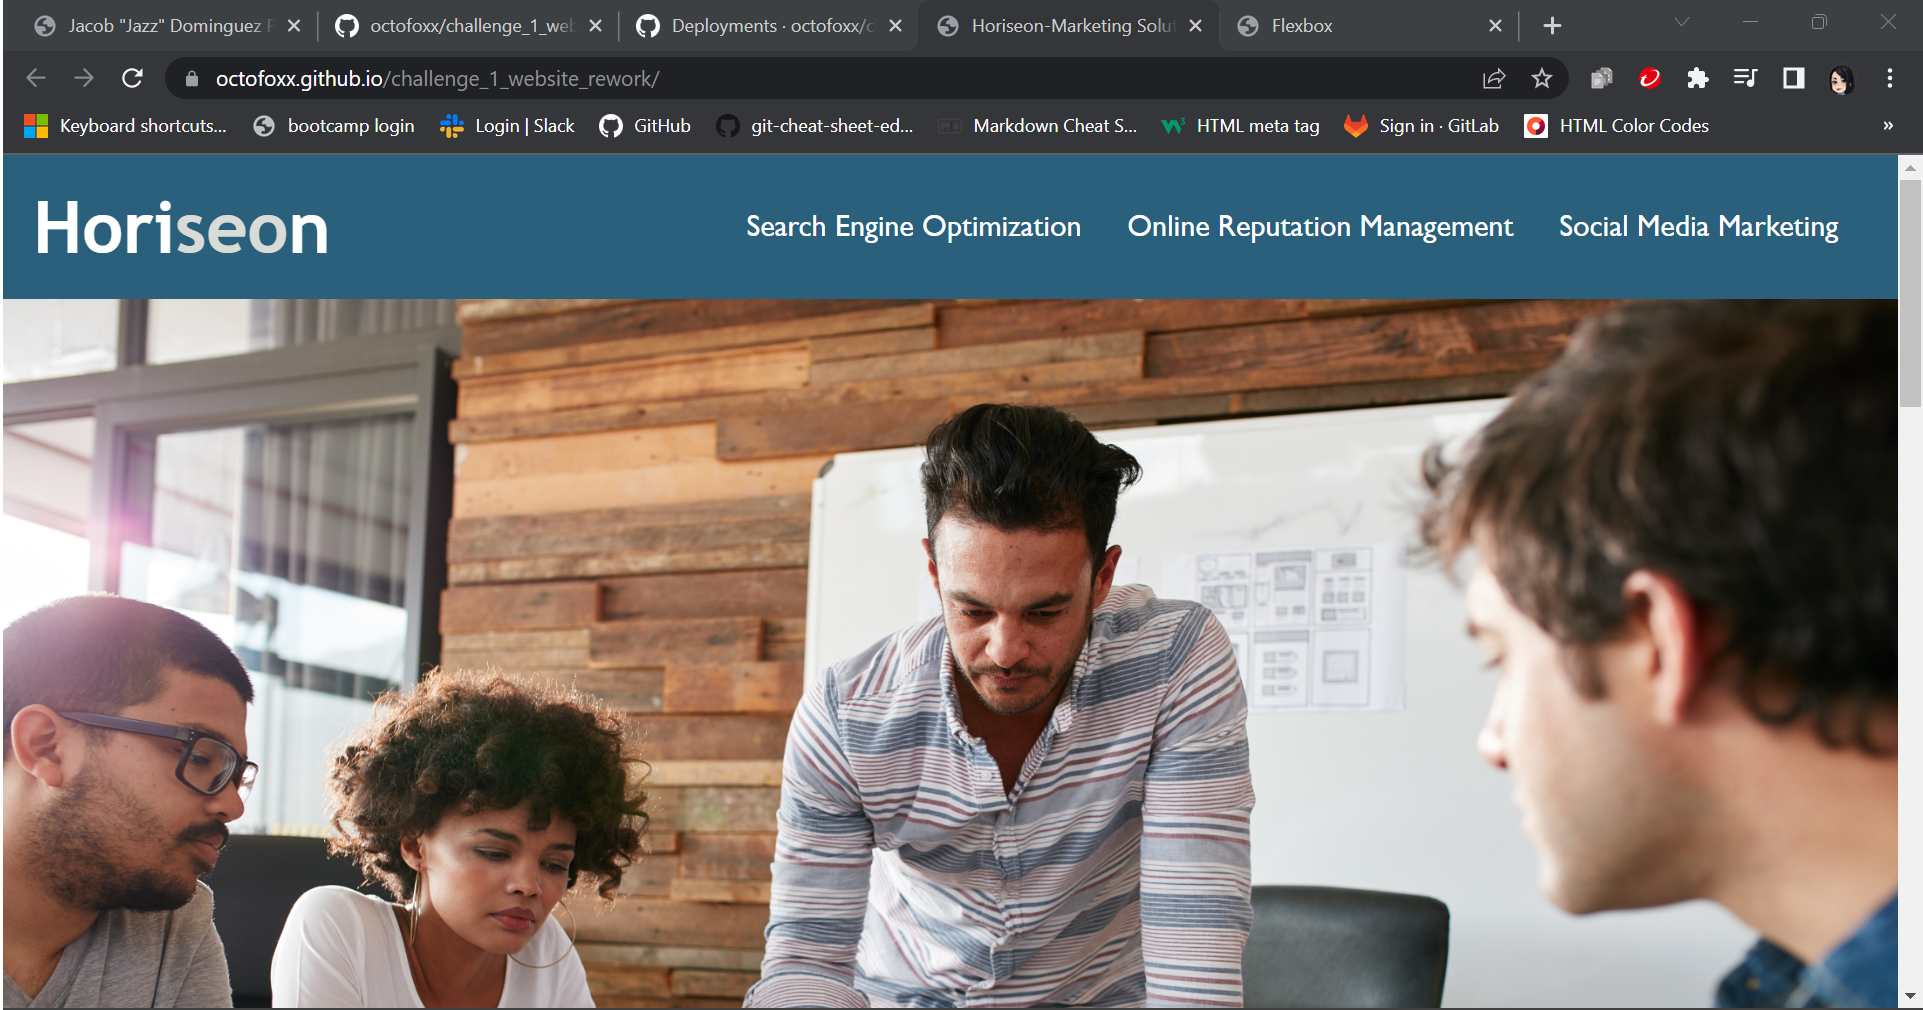 Jacob "Jazz" Dominguez P
octofoxx/challenge_1_web
Deployments · octofoxx/c
Horiseon-Marketing Solut
Flexbox
octofoxx.github.io/challenge_1_website_rework/
Keyboard shortcuts...
bootcamp login
Login | Slack
GitHub
git-cheat-sheet-ed...
Markdown Cheat S...
HTML meta tag
Sign in · GitLab
HTML Color Codes
»
Horiseon
Search Engine Optimization
Online Reputation Management
Social Media Marketing